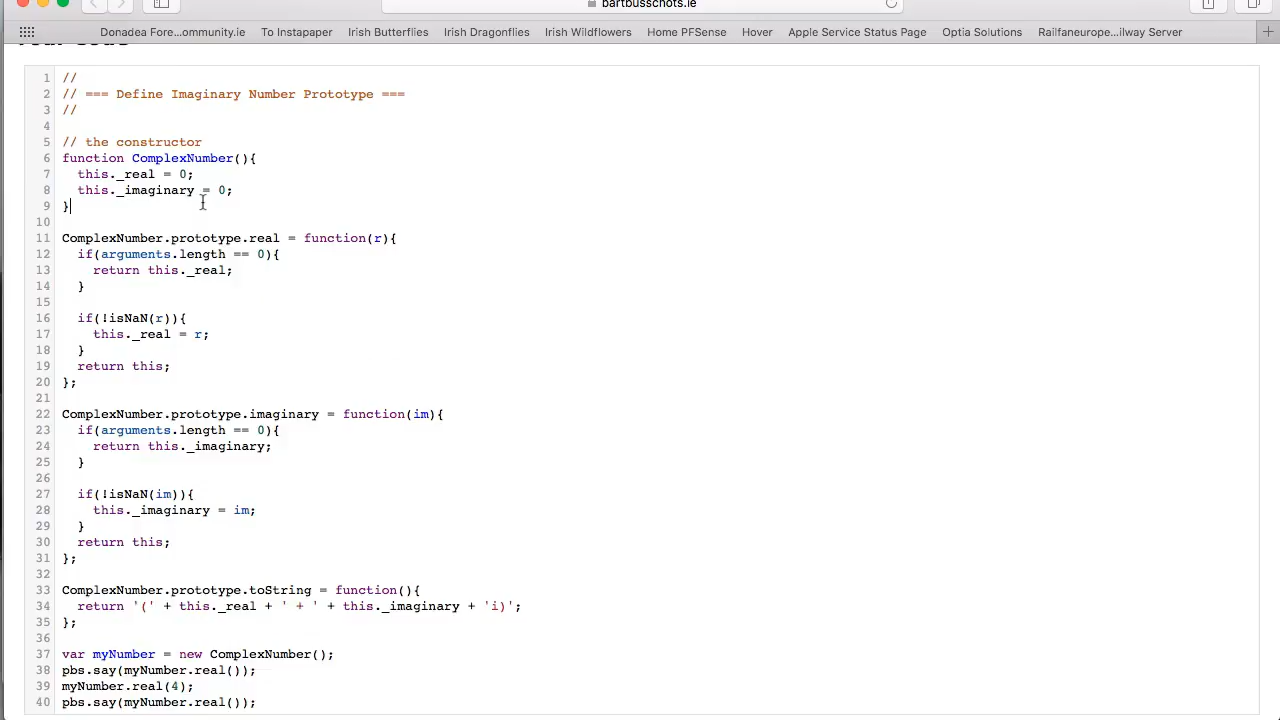 bartbusschots.ie
Donadea Fore...ommunity.ie To Instapaper Irish Butterflies Irish Dragonflies Irish Wildflowers Home PFSense Hover Apple Service Status Page Optia Solutions Railfaneurope...ilway Server
1 //
2 // === Define Imaginary Number Prototype ===
3 //
4
5 // the constructor
6 function ComplexNumber(){
7 this._real = 0;
8 this._imaginary = 0;
9 }
10
11 ComplexNumber.prototype.real = function(r){
12 if(arguments.length == 0){
13 return this._real;
14 }
15
16 if(!isNaN(r)){
17 this._real = r;
18 }
19 return this;
20 };
21
22 ComplexNumber.prototype.imaginary = function(im){
23 if(arguments.length == 0){
24 return this._imaginary;
25 }
26
27 if(!isNaN(im)){
28 this._imaginary = im;
29 }
30 return this;
31 };
32
33 ComplexNumber.prototype.toString = function(){
34 return '(' + this._real + ' + ' + this._imaginary + 'i)';
35 };
36
37 var myNumber = new ComplexNumber();
38 pbs.say(myNumber.real());
39 myNumber.real(4);
40 pbs.say(myNumber.real());